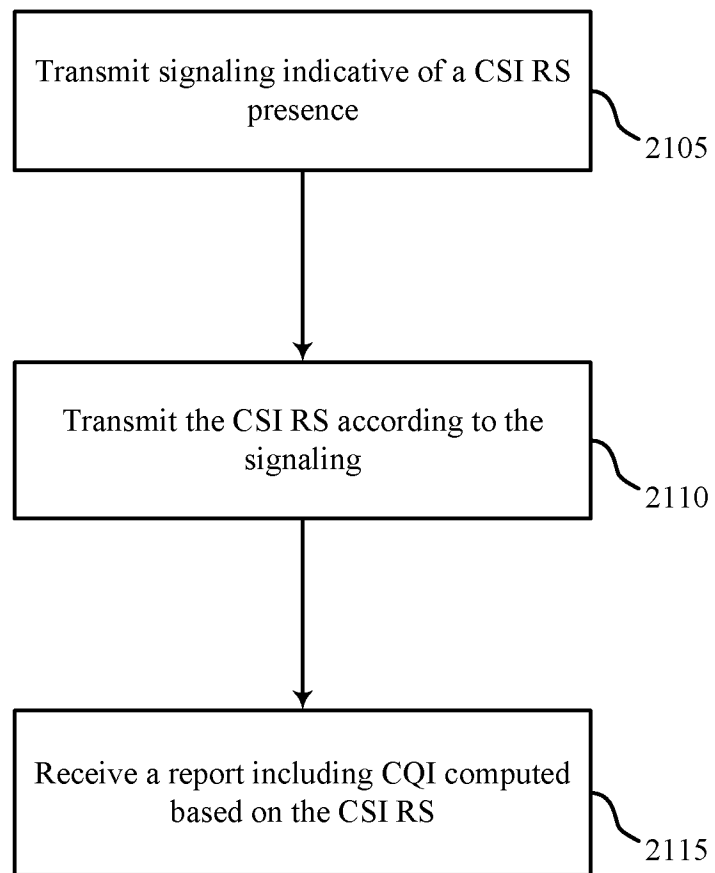 Transmit signaling indicative of a CSI RS
presence
2105
Transmit the CSI RS according to the
signaling
2110
Receive a report including CQI computed
based on the CSI RS
2115